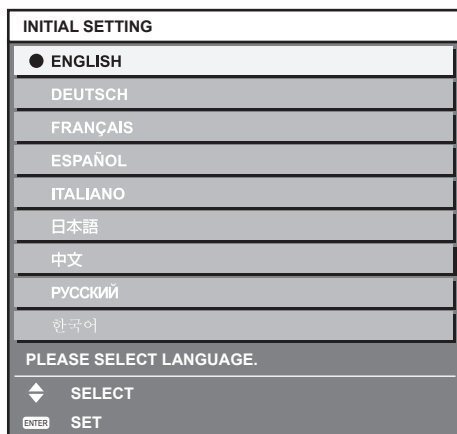 INITIAL SETTING
ENGLISH
DEUTSCH
FRANÇAIS
ESPAÑOL
ITALIANO
日本語
中文
РУССКИЙ
한국어
PLEASE SELECT LANGUAGE.
SELECT
ENTER SET